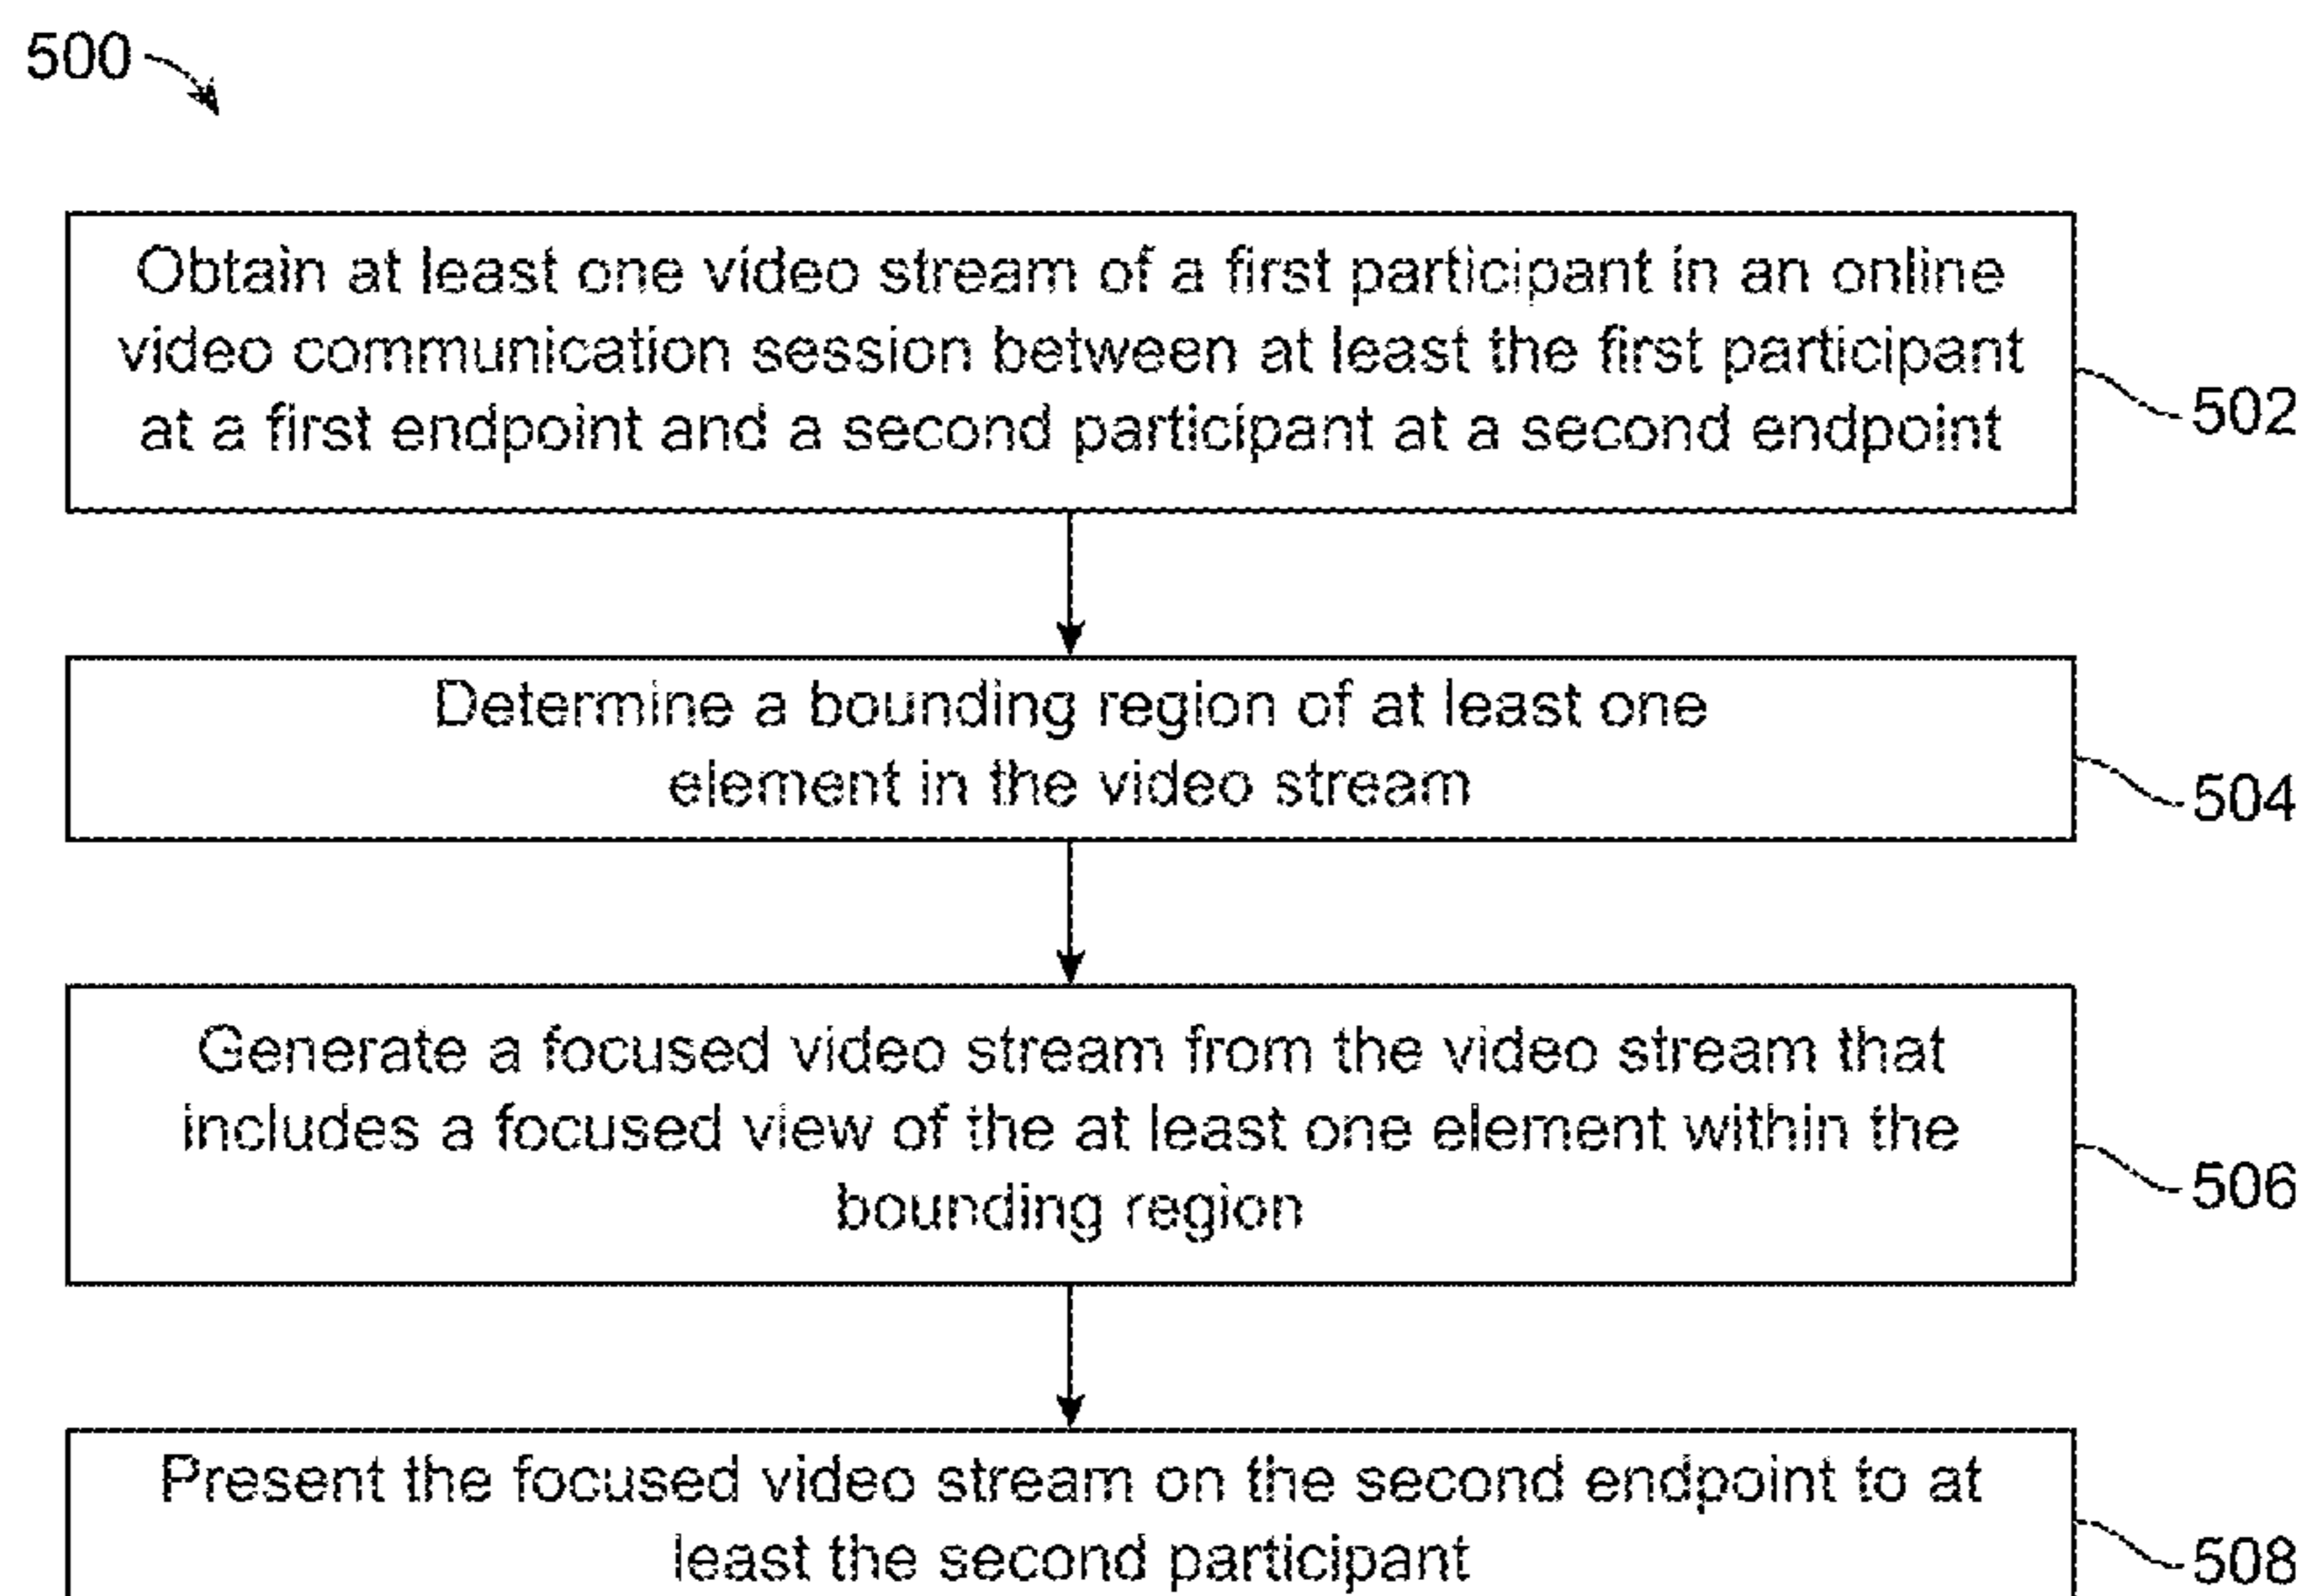 500
Obtain at least one video stream of a first participant in an online
video communication session between at least the first participant
at a first endpoint and a second participant at a second endpoint
502
Determine a bounding region of at least one
element in the video stream
504
Generate a focused video stream from the video stream that
includes a focused view of the at least one element within the
bounding region
506
Present the focused video stream on the second endpoint to at
least the second participant
508